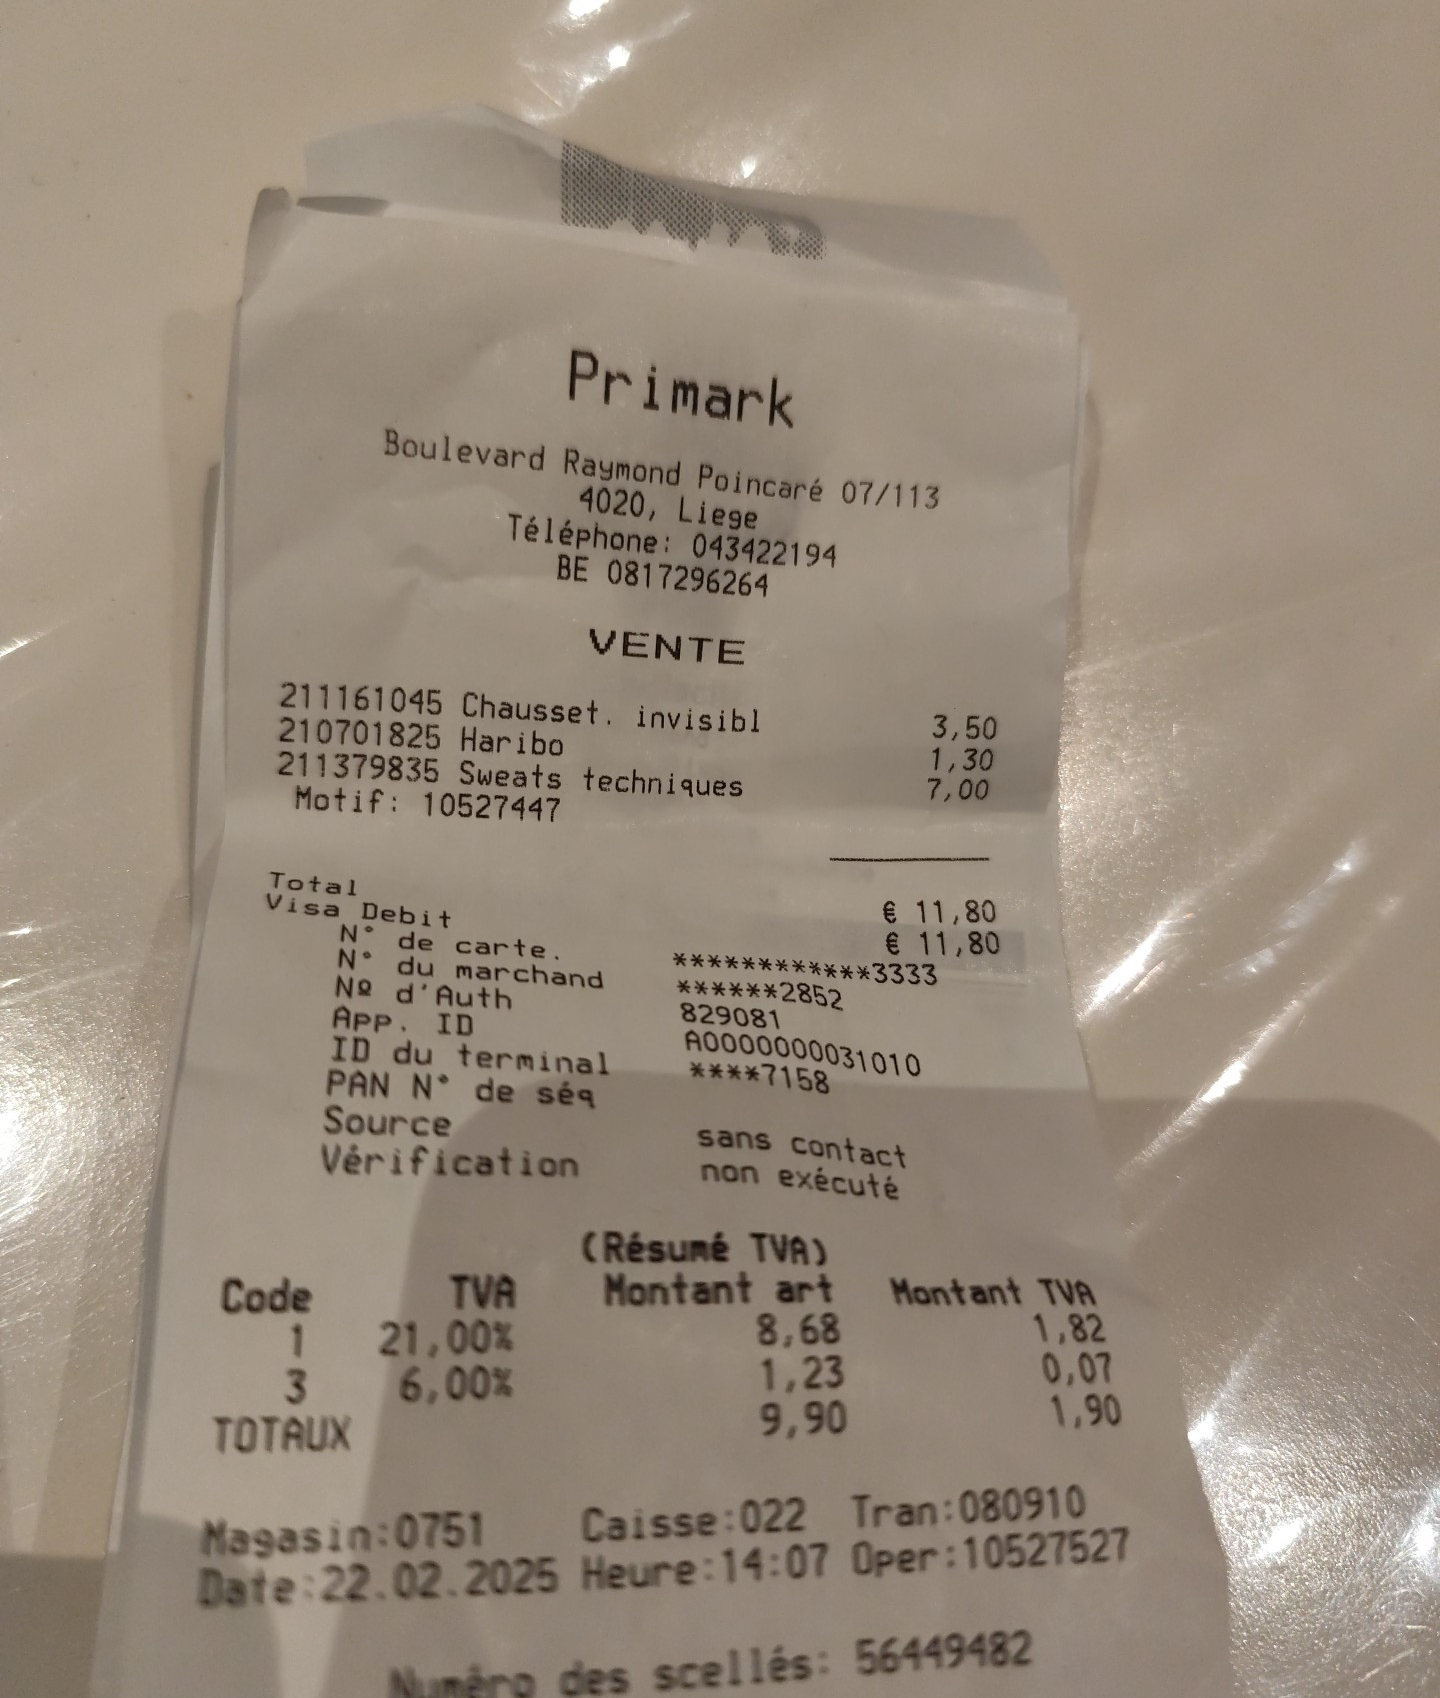 Primark
Boulevard Raymond Poincaré 07/113
4020, Liege
Téléphone: 043422194
BE 0817296264
VENTE
211161045 Chausset. invisibl 3,50
210701825 Haribo 1,30
211379835 Sweats techniques 7,00
Motif: 10527447
Total € 11,80
Visa Debit € 11,80
N° de carte. ************3333
N° du marchand ******2852
Nº d'Auth 829081
App. ID A0000000031010
ID du terminal ****7158
PAN N° de séq
Source sans contact
Vérification non exécuté
(Résumé TVA)
Code TVA Montant art Montant TVA
1 21,00% 8,68 1,82
3 6,00% 1,23 0,07
TOTAUX 9,90 1,90
Magasin:0751 Caisse:022 Tran:080910
Date:22.02.2025 Heure:14:07 Oper:10527527
Numéro des scellés: 56449482